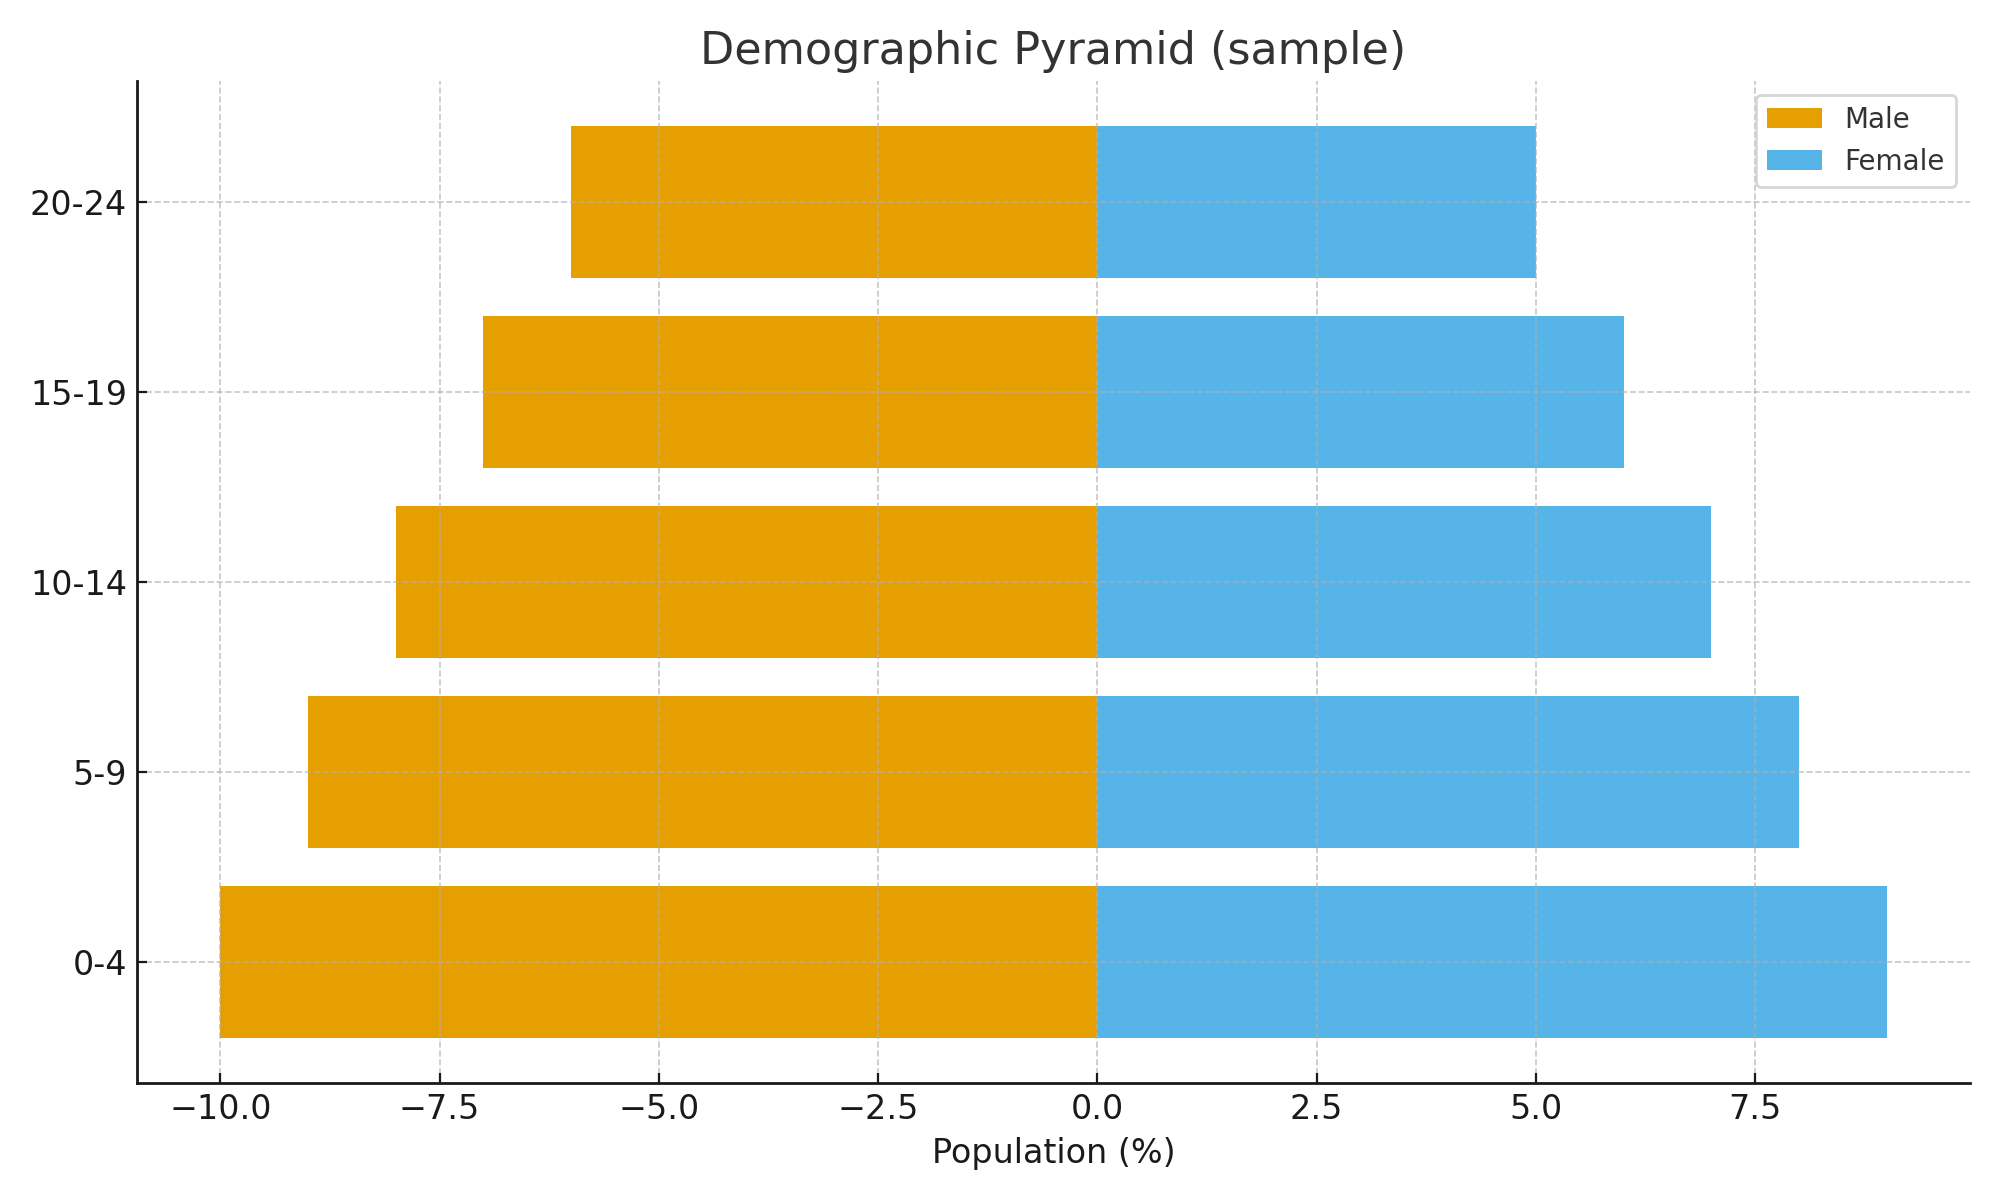 Demographic Pyramid (sample)
Male
Female
20-24
15-19
10-14
5-9
0-4
−10.0 −7.5 −5.0 −2.5 0.0 2.5 5.0 7.5
Population (%)